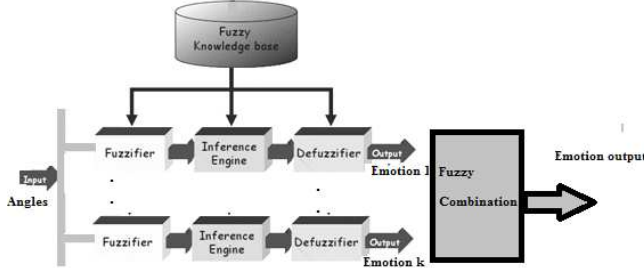 Fuzzy
Knowledge base
Fuzzifier
Inference
Engine
Defuzzifier
Output
Emotion 1
Input
Angles
Fuzzy
Combination
Emotion output
Fuzzifier
Inference
Engine
Defuzzifier
Output
Emotion k